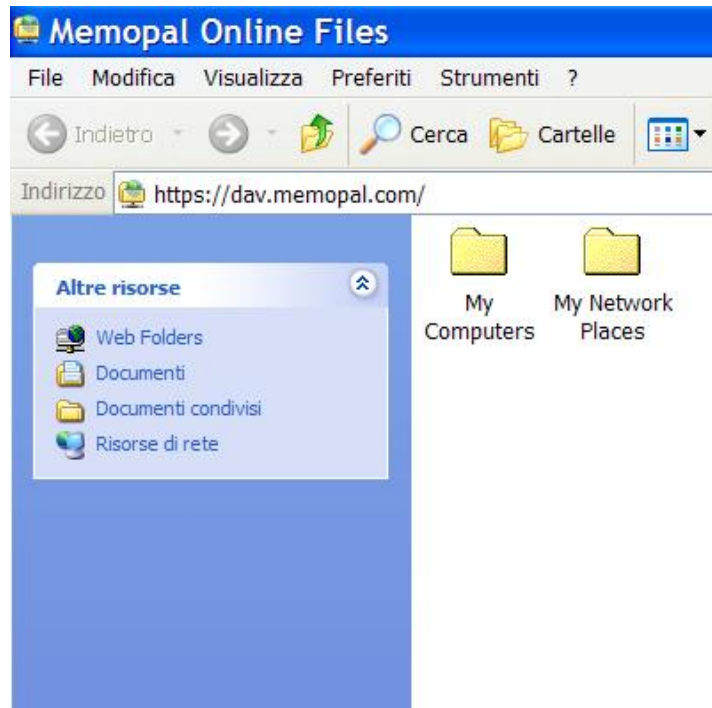 Memopal Online Files
File Modifica Visualizza Preferiti Strumenti ?
Indietro Cerca Cartelle
Indirizzo https://dav.memopal.com/
Altre risorse
Web Folders
Documenti
Documenti condivisi
Risorse di rete
My
Computers
My Network
Places